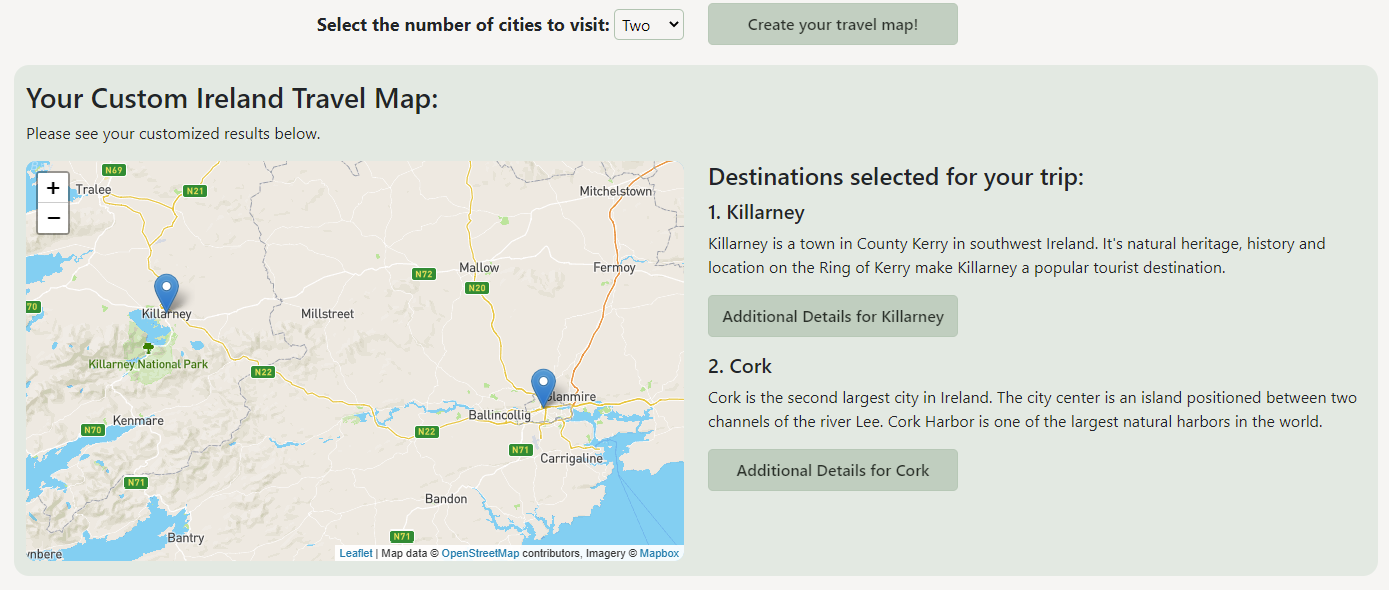 Select the number of cities to visit: Two
Create your travel map!
Your Custom Ireland Travel Map:
Please see your customized results below.
+
−
N69
Tralee
N21
Mitchelstown
Mallow
Fermoy
N72
N20
70
Killarney
Millstreet
Killarney National Park
N22
Glanmire
Ballincollig
Kenmare
N70
N22
N71
Carrigaline
N71
Bandon
N71
Bantry
nbere
Leaflet | Map data © OpenStreetMap contributors, Imagery © Mapbox
Destinations selected for your trip:
1. Killarney
Killarney is a town in County Kerry in southwest Ireland. It's natural heritage, history and
location on the Ring of Kerry make Killarney a popular tourist destination.
Additional Details for Killarney
2. Cork
Cork is the second largest city in Ireland. The city center is an island positioned between two
channels of the river Lee. Cork Harbor is one of the largest natural harbors in the world.
Additional Details for Cork